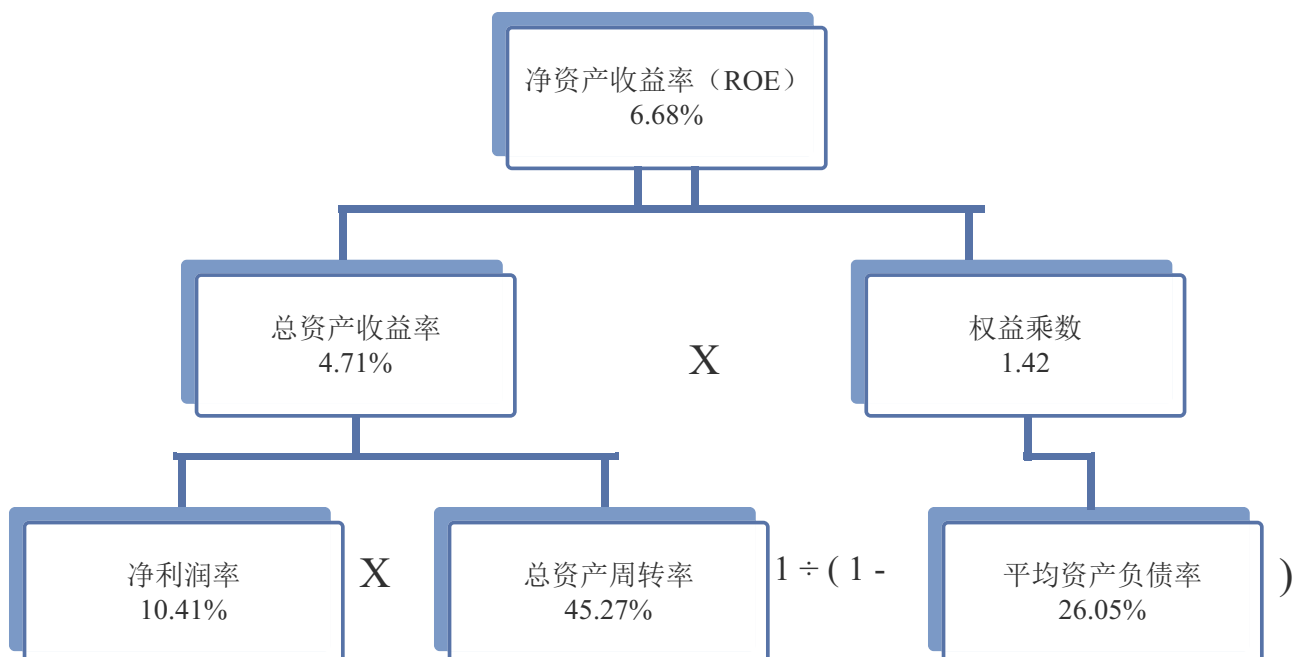 净资产收益率（ROE）
6.68%
总资产收益率
4.71%
X
权益乘数
1.42
净利润率
10.41%
X
总资产周转率
45.27%
1 ÷ ( 1 -
平均资产负债率
26.05%
)